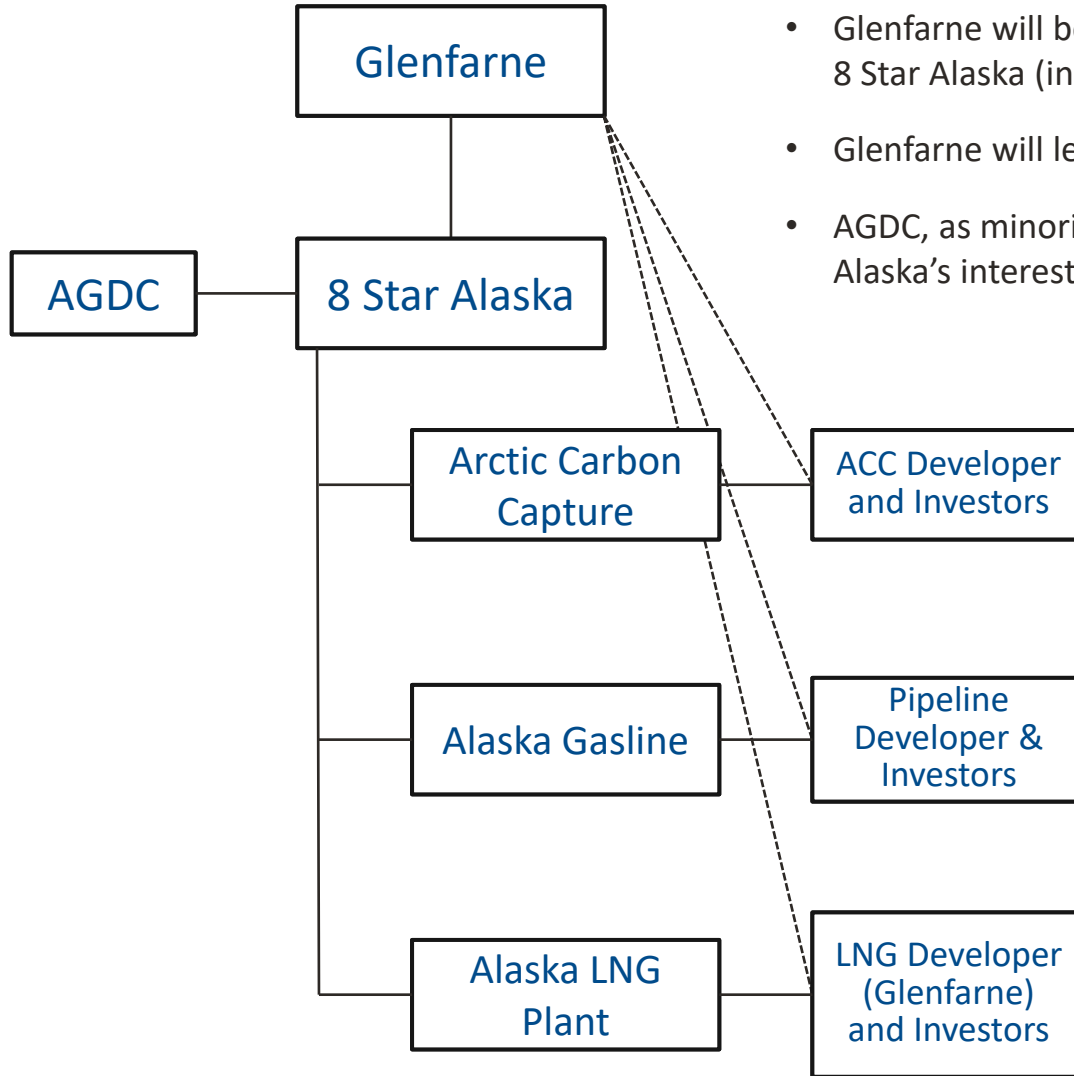 Glenfarne
• Glenfarne will
8 Star Alaska
• Glenfarne will
• AGDC, as
Alaska's
AGDC
8 Star Alaska
Arctic Carbon
Capture
ACC Developer
and Investors
Alaska Gasline
Pipeline
Developer &
Investors
Alaska LNG
Plant
LNG Developer
(Glenfarne)
and Investors